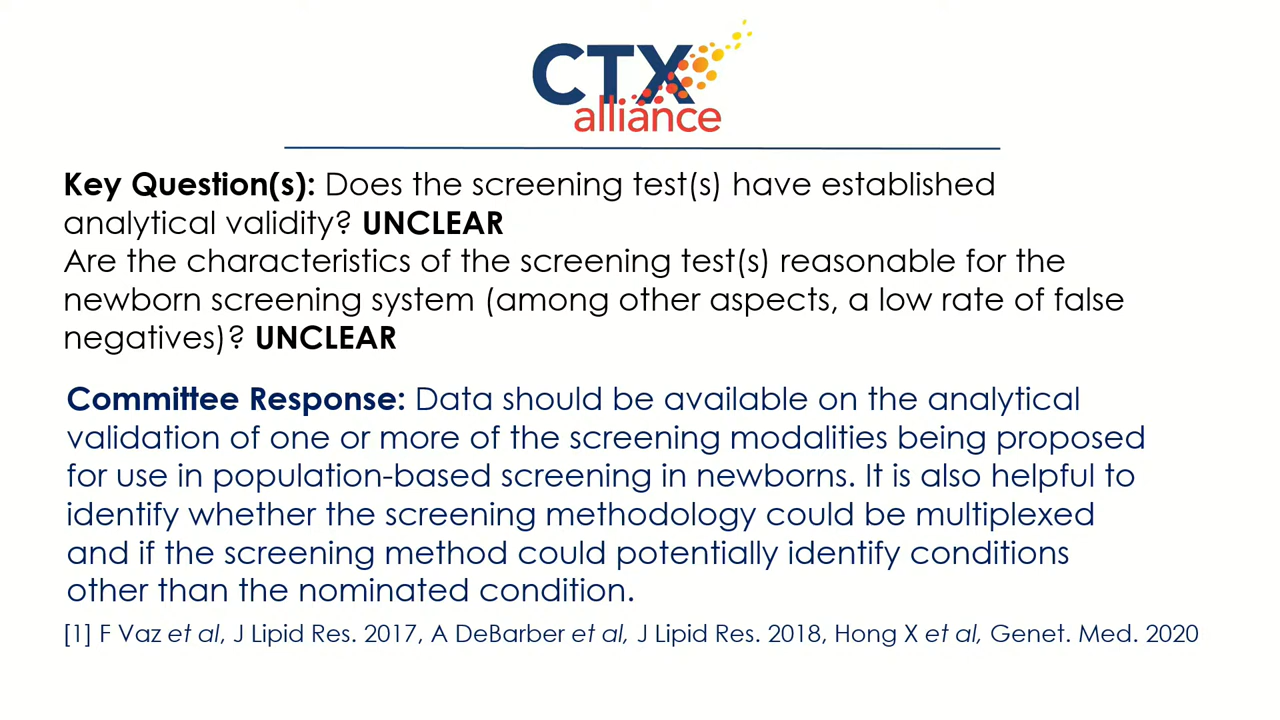 CTX
alliance
Key Question(s): Does the screening test(s) have established
analytical validity? UNCLEAR
Are the characteristics of the screening test(s) reasonable for the
newborn screening system (among other aspects, a low rate of false
negatives)? UNCLEAR
Committee Response: Data should be available on the analytical
validation of one or more of the screening modalities being proposed
for use in population-based screening in newborns. It is also helpful to
identify whether the screening methodology could be multiplexed
and if the screening method could potentially identify conditions
other than the nominated condition.
[1] F Vaz et al, J Lipid Res. 2017, A DeBarber et al, J Lipid Res. 2018, Hong X et al, Genet. Med. 2020